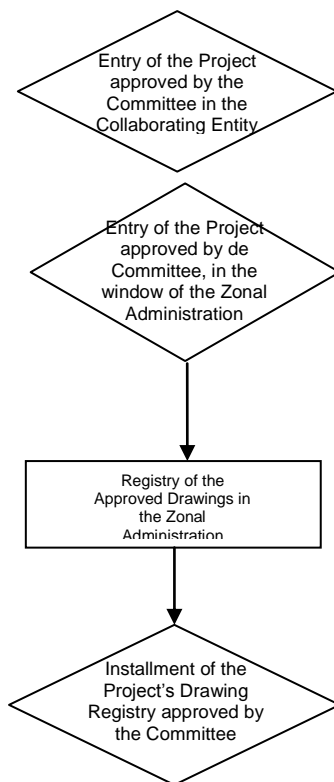 Entry of the Project
approved by the
Committee in the
Collaborating Entity
Entry of the Project
approved by de
Committee, in the
window of the Zonal
Administration
Registry of the
Approved Drawings in
the Zonal
Administration
Installment of the
Project’s Drawing
Registry approved by
the Committee